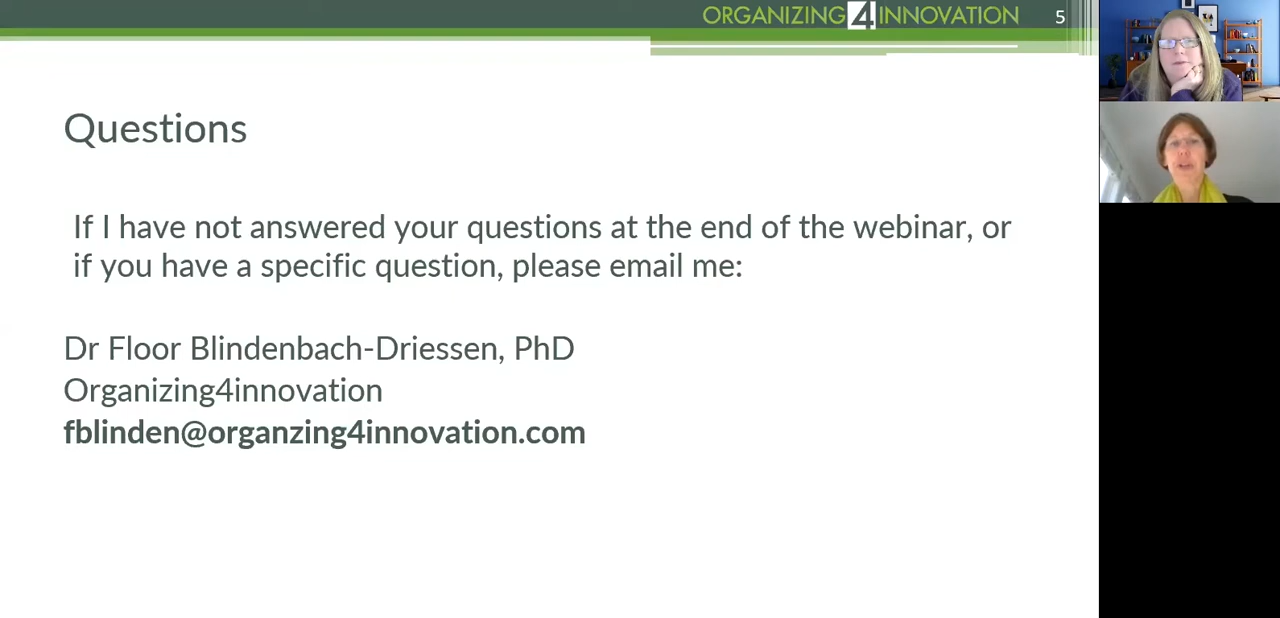 ORGANIZING4INNOVATION
5
Questions
If I have not answered your questions at the end of the webinar, or
if you have a specific question, please email me:
Dr Floor Blindenbach-Driessen, PhD
Organizing4innovation
fblinden@organzing4innovation.com